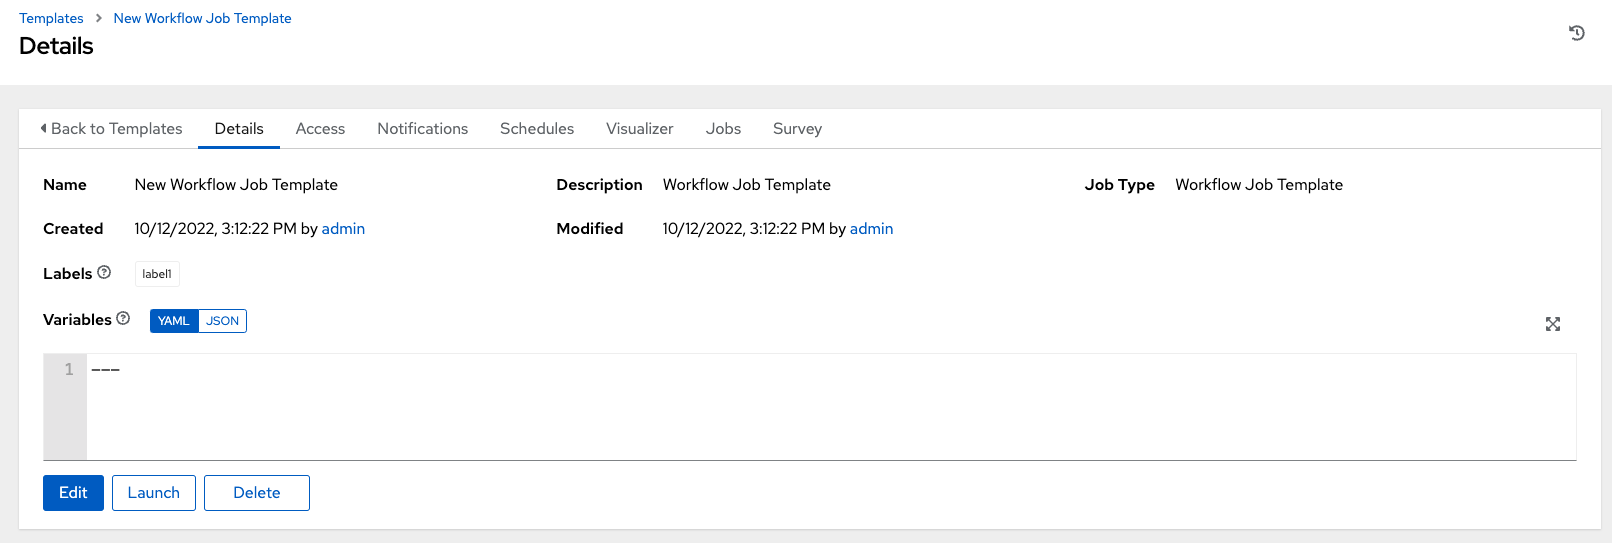 Templates > New Workflow Job Template
Details
Back to Templates Details Access Notifications Schedules Visualizer Jobs Survey
Name New Workflow Job Template Description Workflow Job Template Job Type Workflow Job Template
Created 10/12/2022, 3:12:22 PM by admin Modified 10/12/2022, 3:12:22 PM by admin
Labels label1
Variables YAML JSON
1 ---
Edit Launch Delete